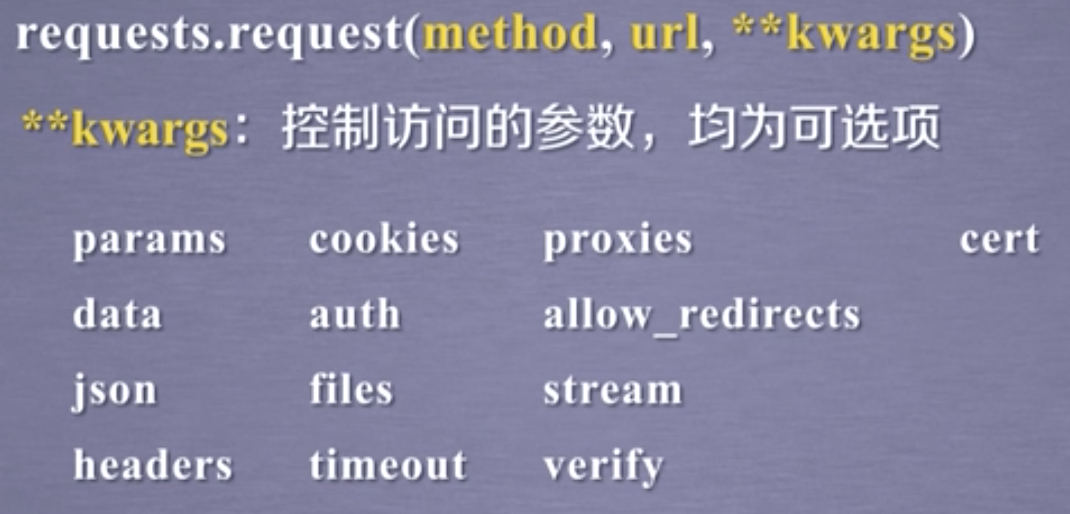 requests.request(method, url, **kwargs)
**kwargs：控制访问的参数，均为可选项
params cookies proxies cert
data auth allow_redirects
json files stream
headers timeout verify